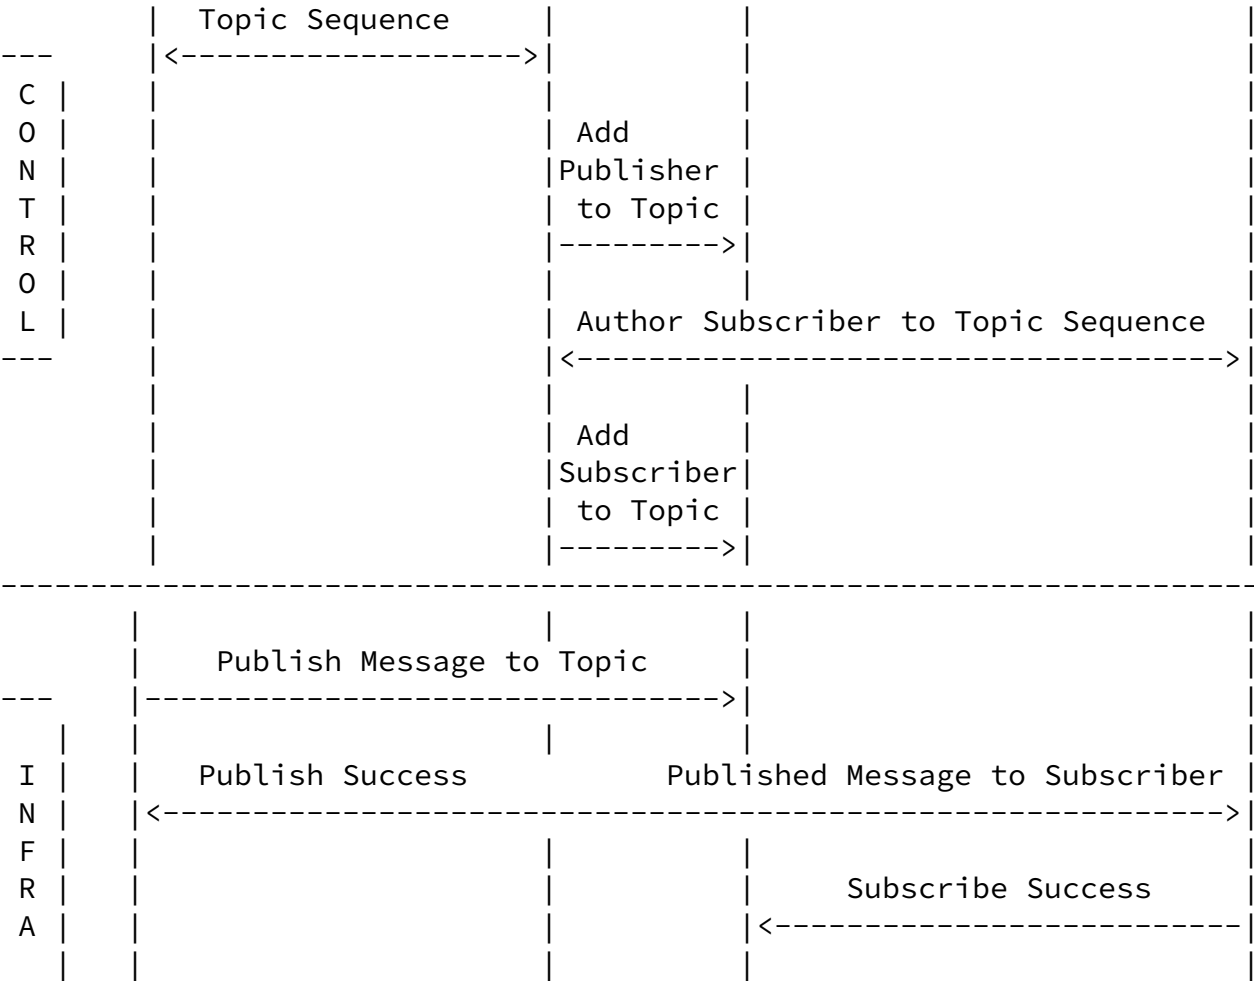 Topic Sequence
C
O
N
T
R
O
L
Add
Publisher
to Topic
Author Subscriber to Topic Sequence
Add
Subscriber
to Topic
Publish Message to Topic
I
N
F
R
A
Publish Success
Published Message to Subscriber
Subscribe Success